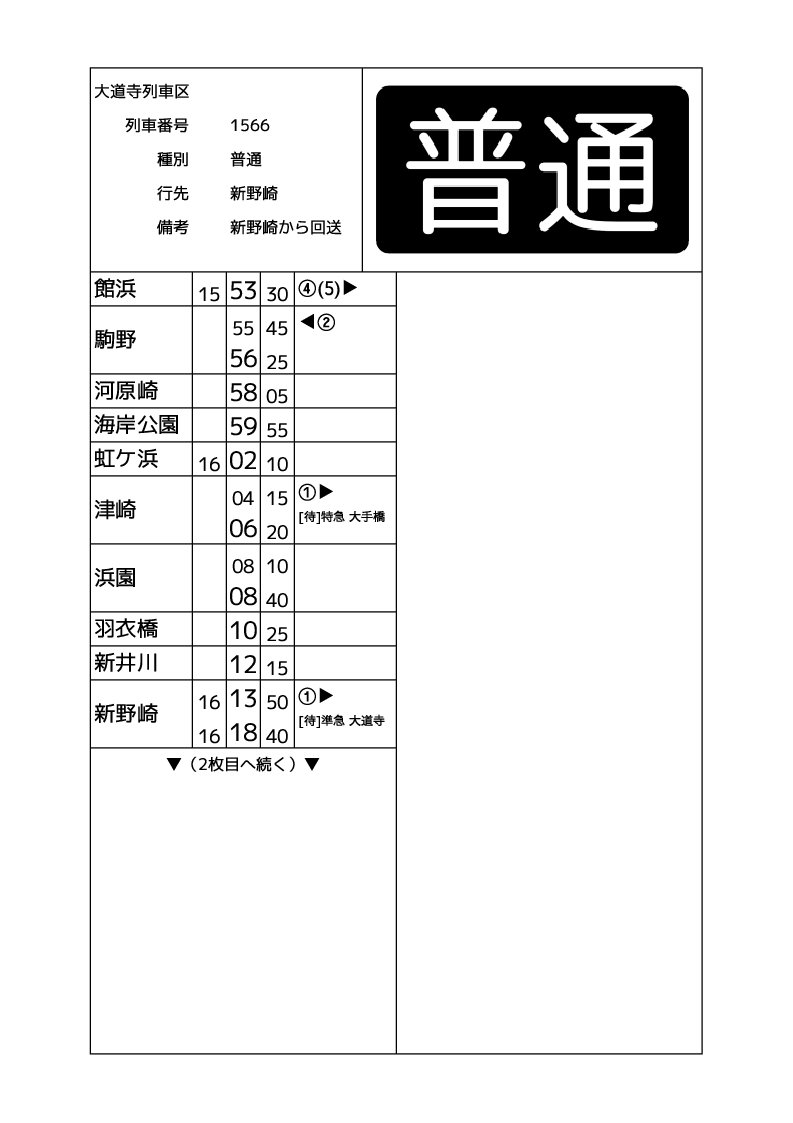 大道寺列車区
列車番号 1566
種別 普通
行先 新野崎
備考 新野崎から回送
普通
館浜 15 53 30 ④(5)▶
駒野 55 45 ◀②
56 25
河原崎 58 05
海岸公園 59 55
虹ケ浜 16 02 10
津崎 04 15 ①▶
06 20 [待]特急 大手橋
浜園 08 10
08 40
羽衣橋 10 25
新井川 12 15
新野崎 16 13 50 ①▶
16 18 40 [待]準急 大道寺
▼（2枚目へ続く）▼